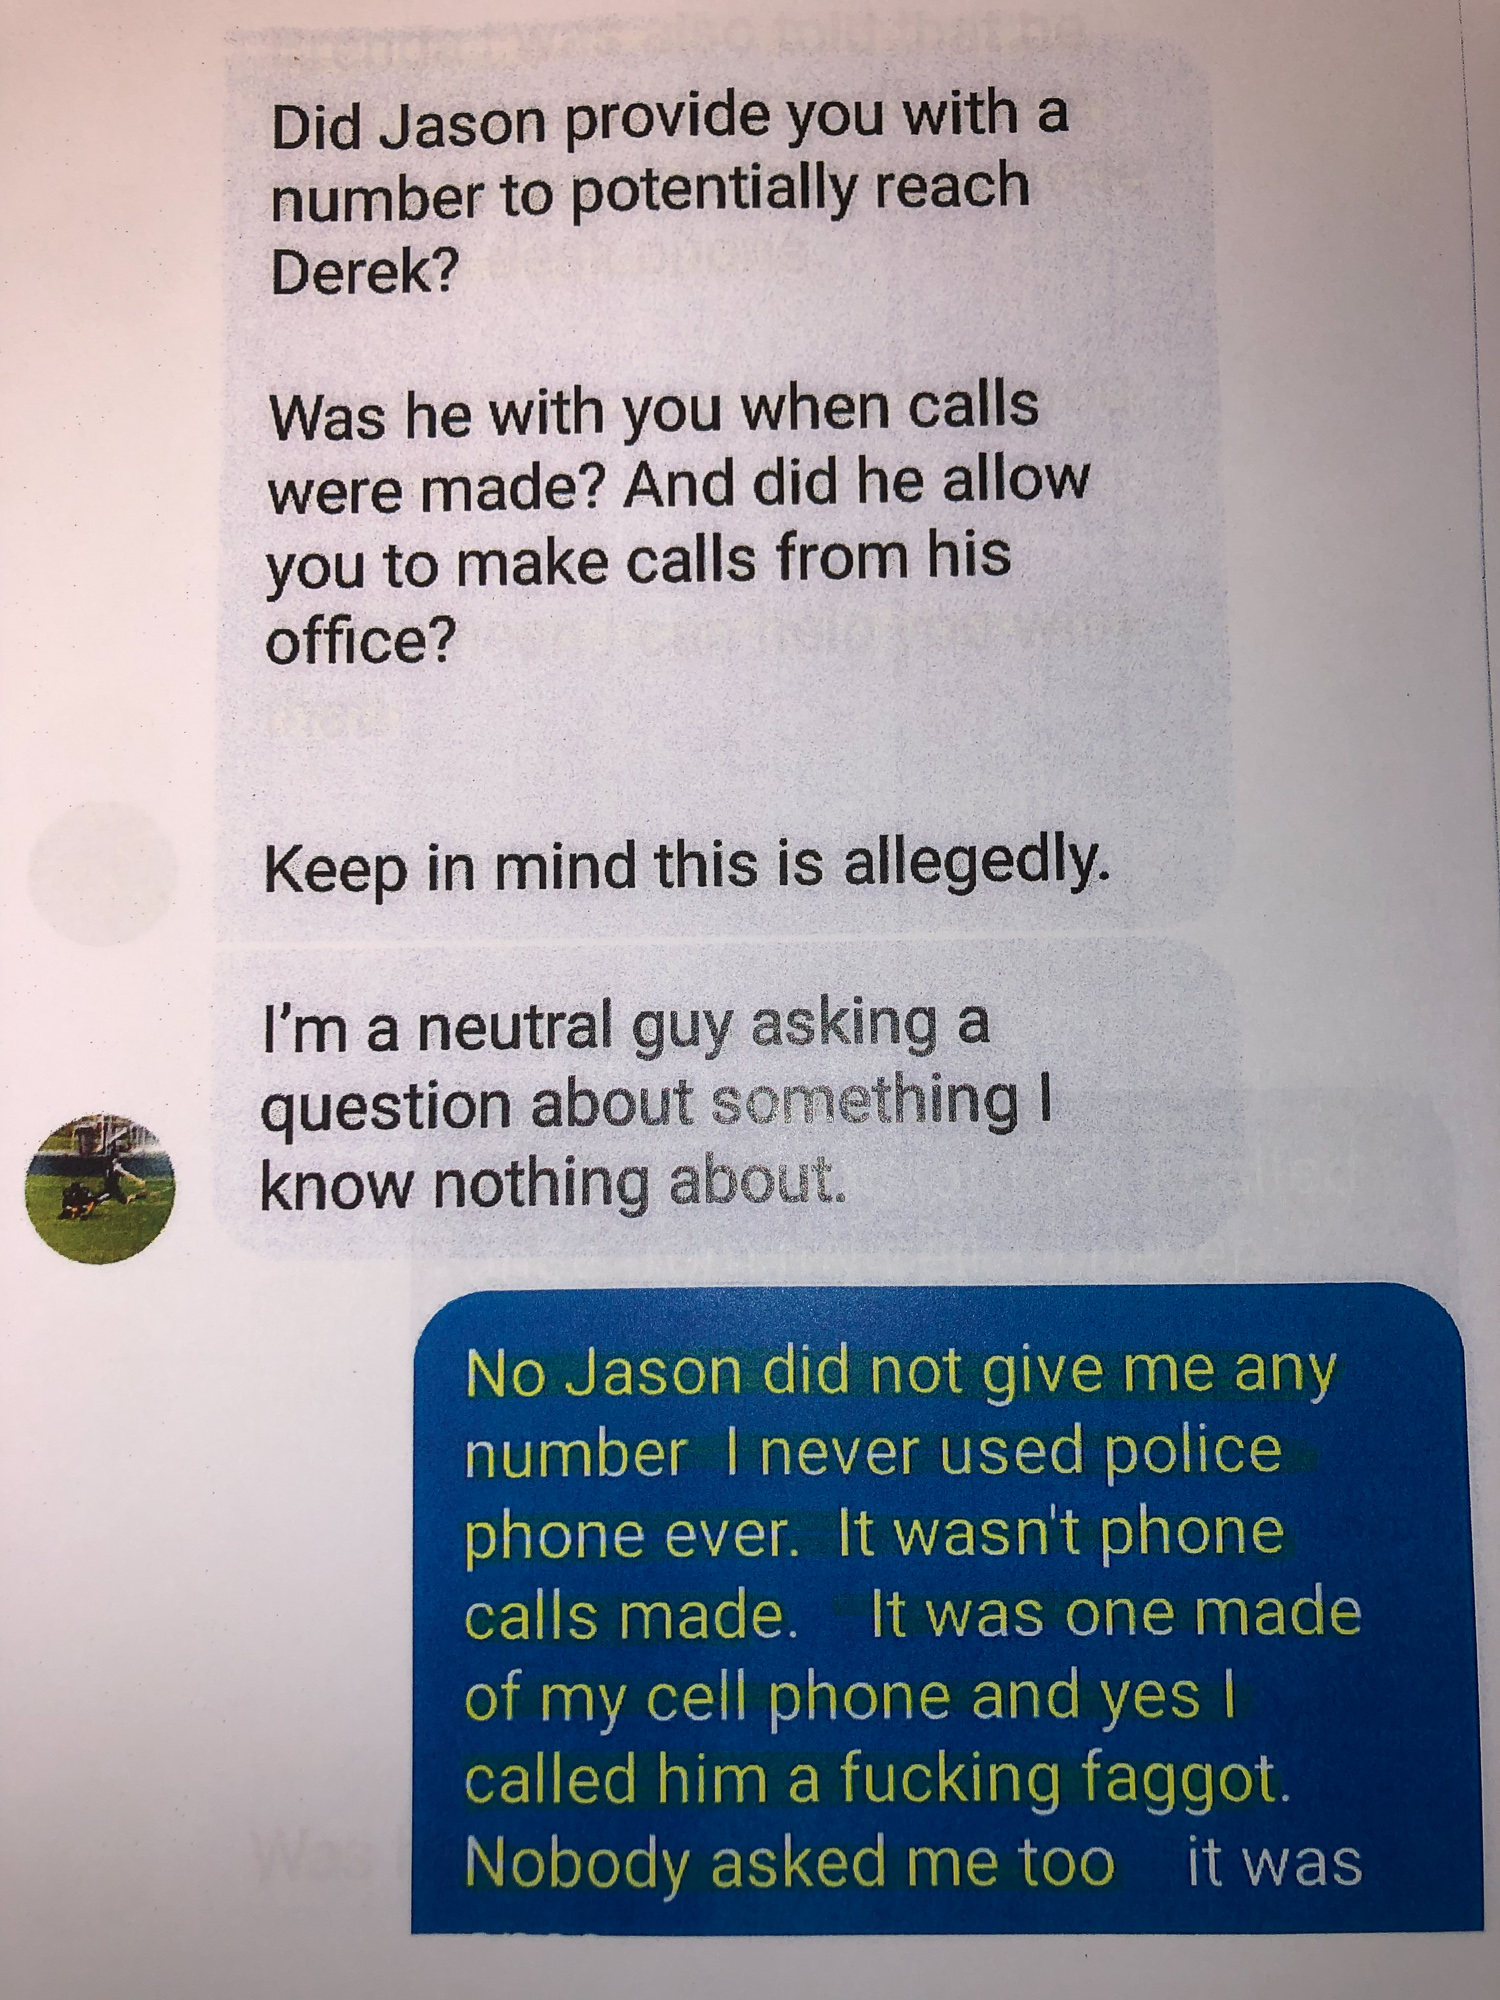 Did Jason provide you with a
number to potentially reach
Derek?
Was he with you when calls
were made? And did he allow
you to make calls from his
office?
Keep in mind this is allegedly.
I'm a neutral guy asking a
question about something I
know nothing about.
No Jason did not give me any
number I never used police
phone ever. It wasn't phone
calls made. It was one made
of my cell phone and yes I
called him a fucking faggot.
Nobody asked me too it was